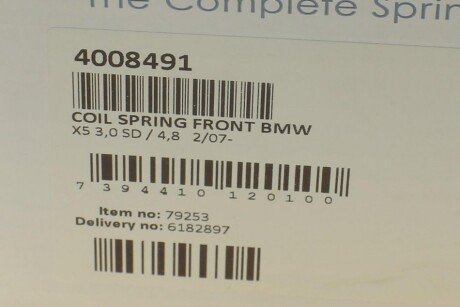 The Complete Sprin
4008491
COIL SPRING FRONT BMW
X5 3,0 SD / 4,8 2/07-
7 394410 120100
Item no: 79253
Delivery no: 6182897